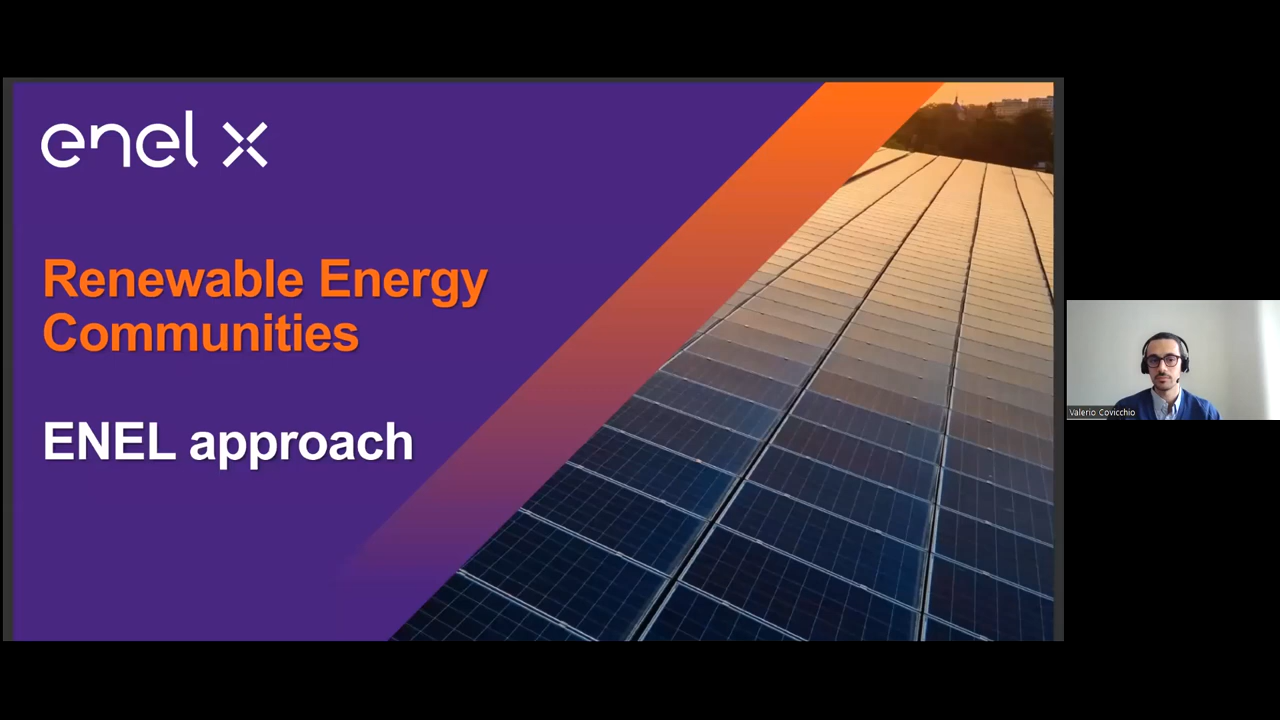 enel x
Renewable Energy
Communities
ENEL approach
Valerio Covicchio